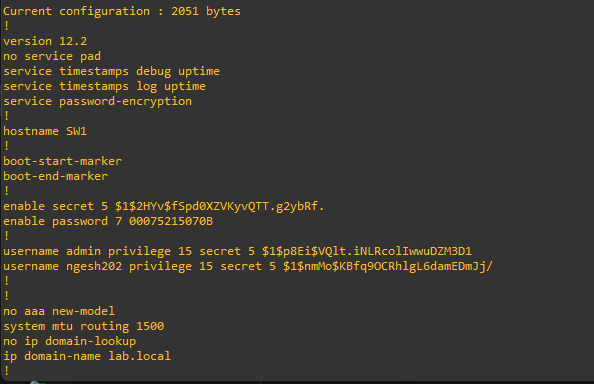 Current configuration : 2051 bytes
!
version 12.2
no service pad
service timestamps debug uptime
service timestamps log uptime
service password-encryption
!
hostname SW1
!
boot-start-marker
boot-end-marker
!
enable secret 5 $1$2HYv$fSpd0XZVKyvQTT.g2ybRf.
enable password 7 00075215070B
!
username admin privilege 15 secret 5 $1$p8Ei$VQlt.iNLRcolIwwuDZM3D1
username ngesh202 privilege 15 secret 5 $1$nmMo$KBfq9OCRhlgL6damEDmJj/
!
!
no aaa new-model
system mtu routing 1500
no ip domain-lookup
ip domain-name lab.local
!